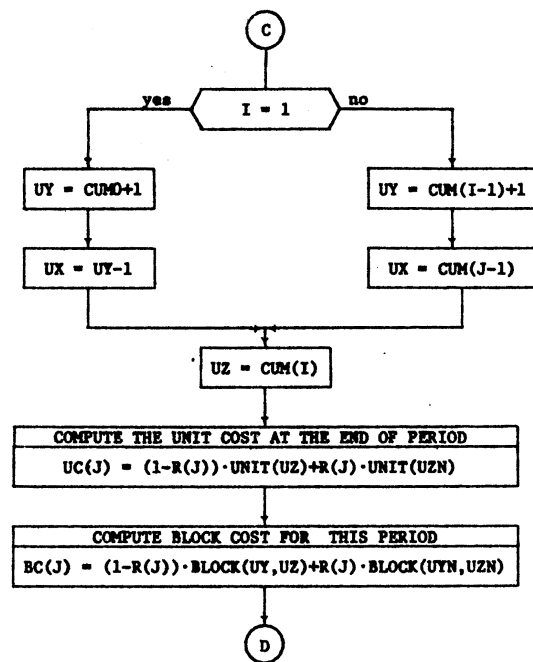 C
yes
I = 1
no
UY = CUM0+1
UY = CUM(I-1)+1
UX = UY-1
UX = CUM(J-1)
UZ = CUM(I)
COMPUTE THE UNIT COST AT THE END OF PERIOD
UC(J) = (1-R(J))·UNIT(UZ)+R(J)·UNIT(UZN)
COMPUTE BLOCK COST FOR THIS PERIOD
BC(J) = (1-R(J))·BLOCK(UY,UZ)+R(J)·BLOCK(UYN,UZN)
D